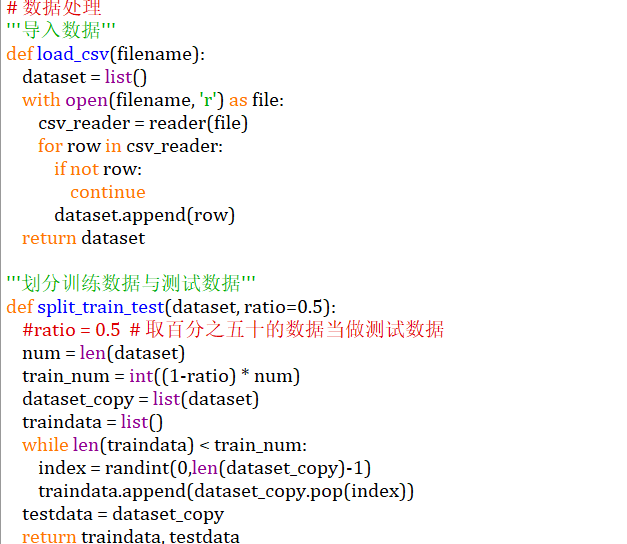 # 数据处理
'''导入数据'''
def load_csv(filename):
    dataset = list()
    with open(filename, 'r') as file:
        csv_reader = reader(file)
        for row in csv_reader:
            if not row:
                continue
            dataset.append(row)
    return dataset

'''划分训练数据与测试数据'''
def split_train_test(dataset, ratio=0.5):
    #ratio = 0.5  # 取百分之五十的数据当做测试数据
    num = len(dataset)
    train_num = int((1-ratio) * num)
    dataset_copy = list(dataset)
    traindata = list()
    while len(traindata) < train_num:
        index = randint(0,len(dataset_copy)-1)
        traindata.append(dataset_copy.pop(index))
    testdata = dataset_copy
    return traindata, testdata